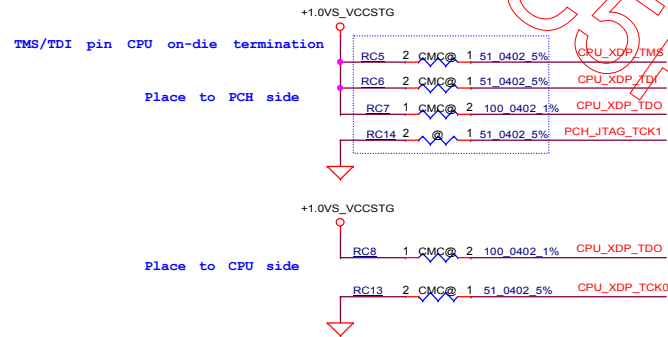 +1.0VS_VCCSTG
TMS/TDI pin CPU on-die termination
RC5 2 CMC@ 1 51_0402_5% CPU_XDP_TMS
RC6 2 CMC@ 1 51_0402_5% CPU_XDP_TDI
Place to PCH side
RC7 1 CMC@ 2 100_0402_1% CPU_XDP_TDO
RC14 2 @ 1 51_0402_5% PCH_JTAG_TCK1
+1.0VS_VCCSTG
RC8 1 CMC@ 2 100_0402_1% CPU_XDP_TDO
Place to CPU side
RC13 2 CMC@ 1 51_0402_5% CPU_XDP_TCK0